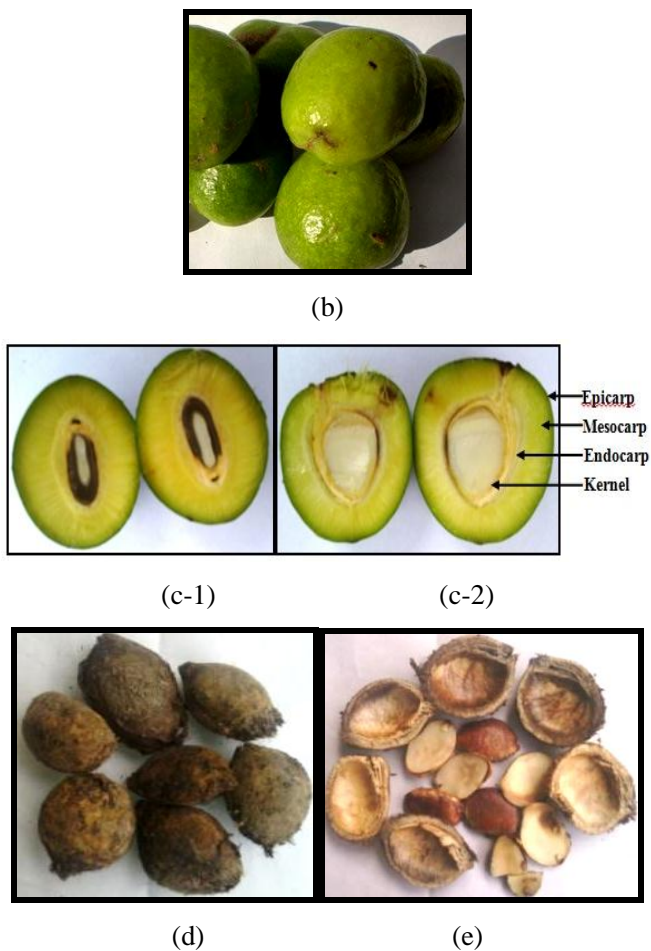 (b)
Epicarp
Mesocarp
Endocarp
Kernel
(c-1) (c-2)
(d) (e)